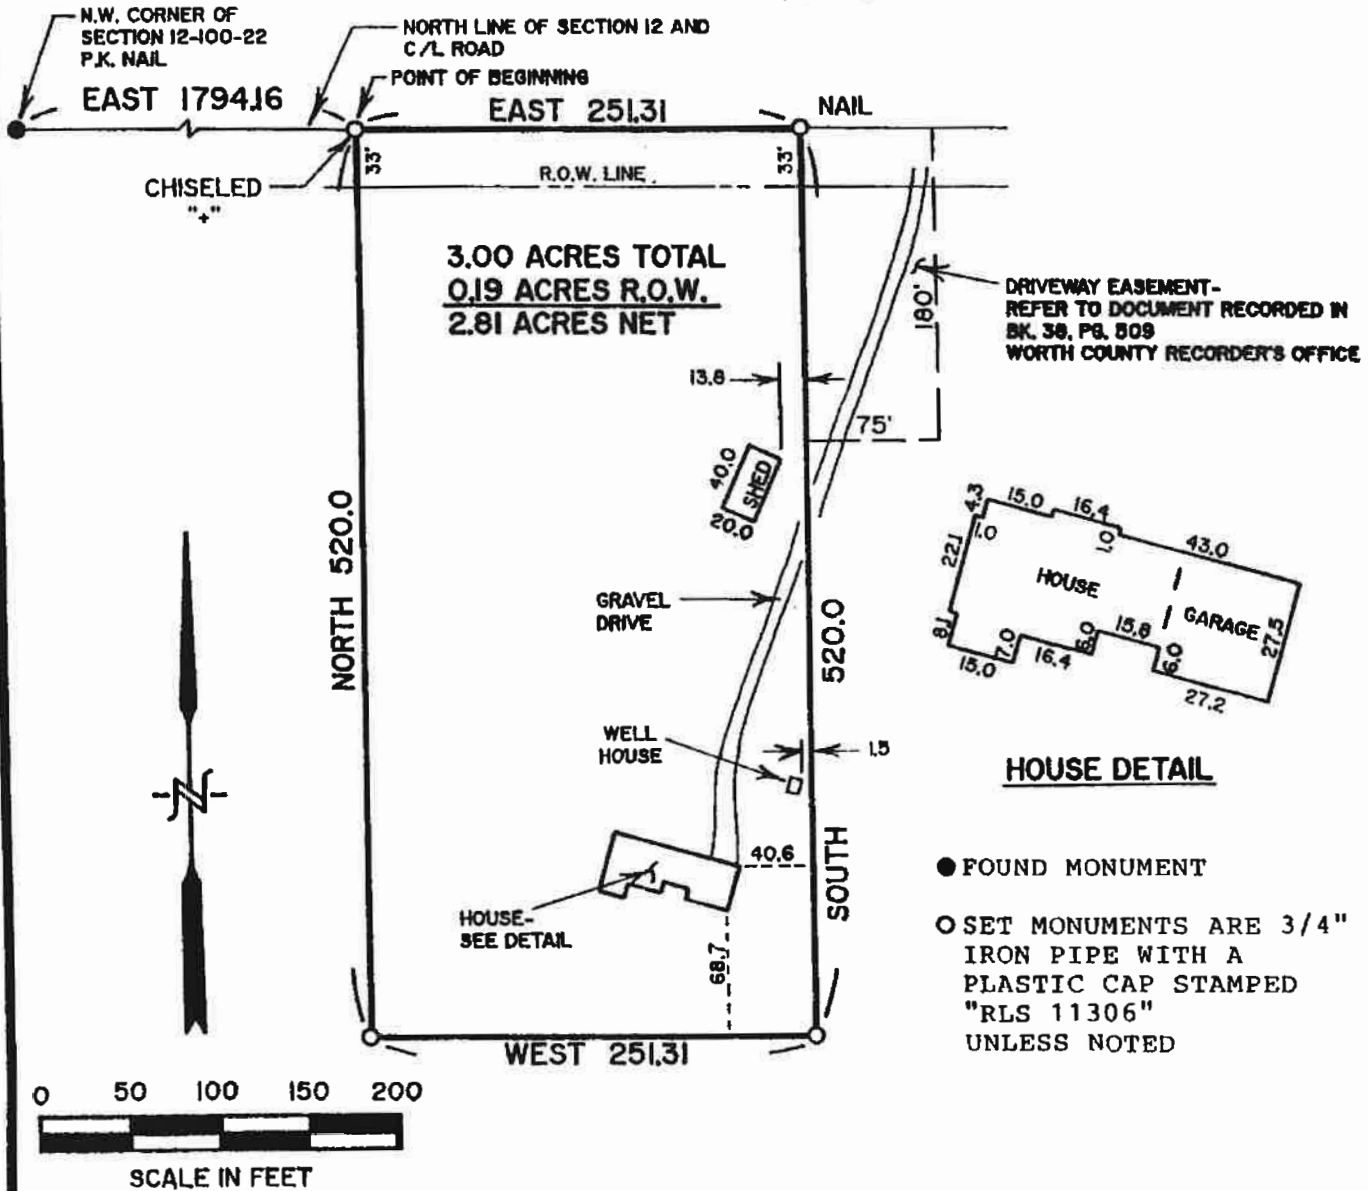 N.W. CORNER OF
SECTION 12-100-22
P.K. NAIL
NORTH LINE OF SECTION 12 AND
C/L ROAD
POINT OF BEGINNING
EAST 1794.16
EAST 251.31
NAIL
CHISELED
"+"
33'
33'
R.O.W. LINE
3.00 ACRES TOTAL
0.19 ACRES R.O.W.
2.81 ACRES NET
DRIVEWAY EASEMENT-
REFER TO DOCUMENT RECORDED IN
BK. 38, PG. 509
WORTH COUNTY RECORDER'S OFFICE
180'
13.8
75'
40.0
SHED
20.0
NORTH 520.0
GRAVEL
DRIVE
SOUTH 520.0
WELL
HOUSE
1.5
40.6
HOUSE-
SEE DETAIL
68.7
WEST 251.31
N
4.3
15.0
16.4
1.0
1.0
43.0
22.1
HOUSE
GARAGE
27.5
8.1
7.0
15.0
16.4
6.0
15.8
6.0
27.2
HOUSE DETAIL
FOUND MONUMENT
SET MONUMENTS ARE 3/4"
IRON PIPE WITH A
PLASTIC CAP STAMPED
"RLS 11306"
UNLESS NOTED
0 50 100 150 200
SCALE IN FEET